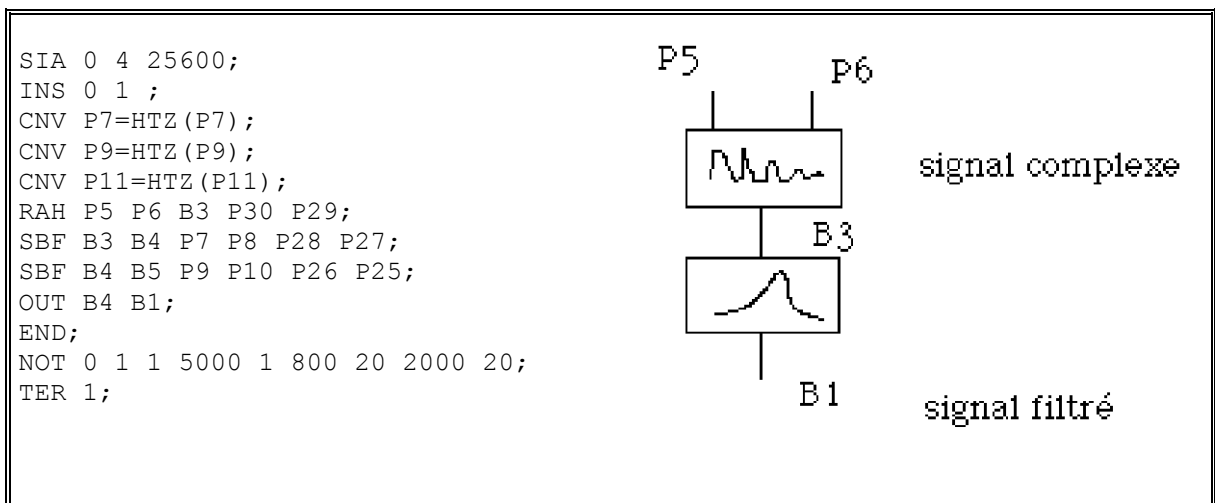 SIA 0 4 25600;
INS 0 1 ;
CNV P7=HTZ(P7);
CNV P9=HTZ(P9);
CNV P11=HTZ(P11);
RAH P5 P6 B3 P30 P29;
SBF B3 B4 P7 P8 P28 P27;
SBF B4 B5 P9 P10 P26 P25;
OUT B4 B1;
END;
NOT 0 1 1 5000 1 800 20 2000 20;
TER 1;
P5 P6
signal complexe
B3
B1
signal filtré